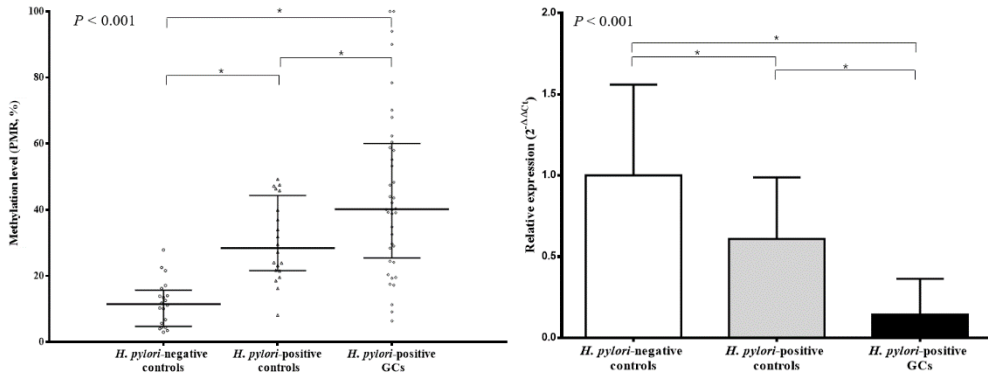 P < 0.001
*
*
*
Methylation level (PMR, %)
100
80
60
40
20
0
H. pylori-negative
controls
H. pylori-positive
controls
H. pylori-positive
GCs
P < 0.001
*
*
*
Relative expression (2^-ΔΔCt)
2.0
1.5
1.0
0.5
0.0
H. pylori-negative
controls
H. pylori-positive
controls
H. pylori-positive
GCs